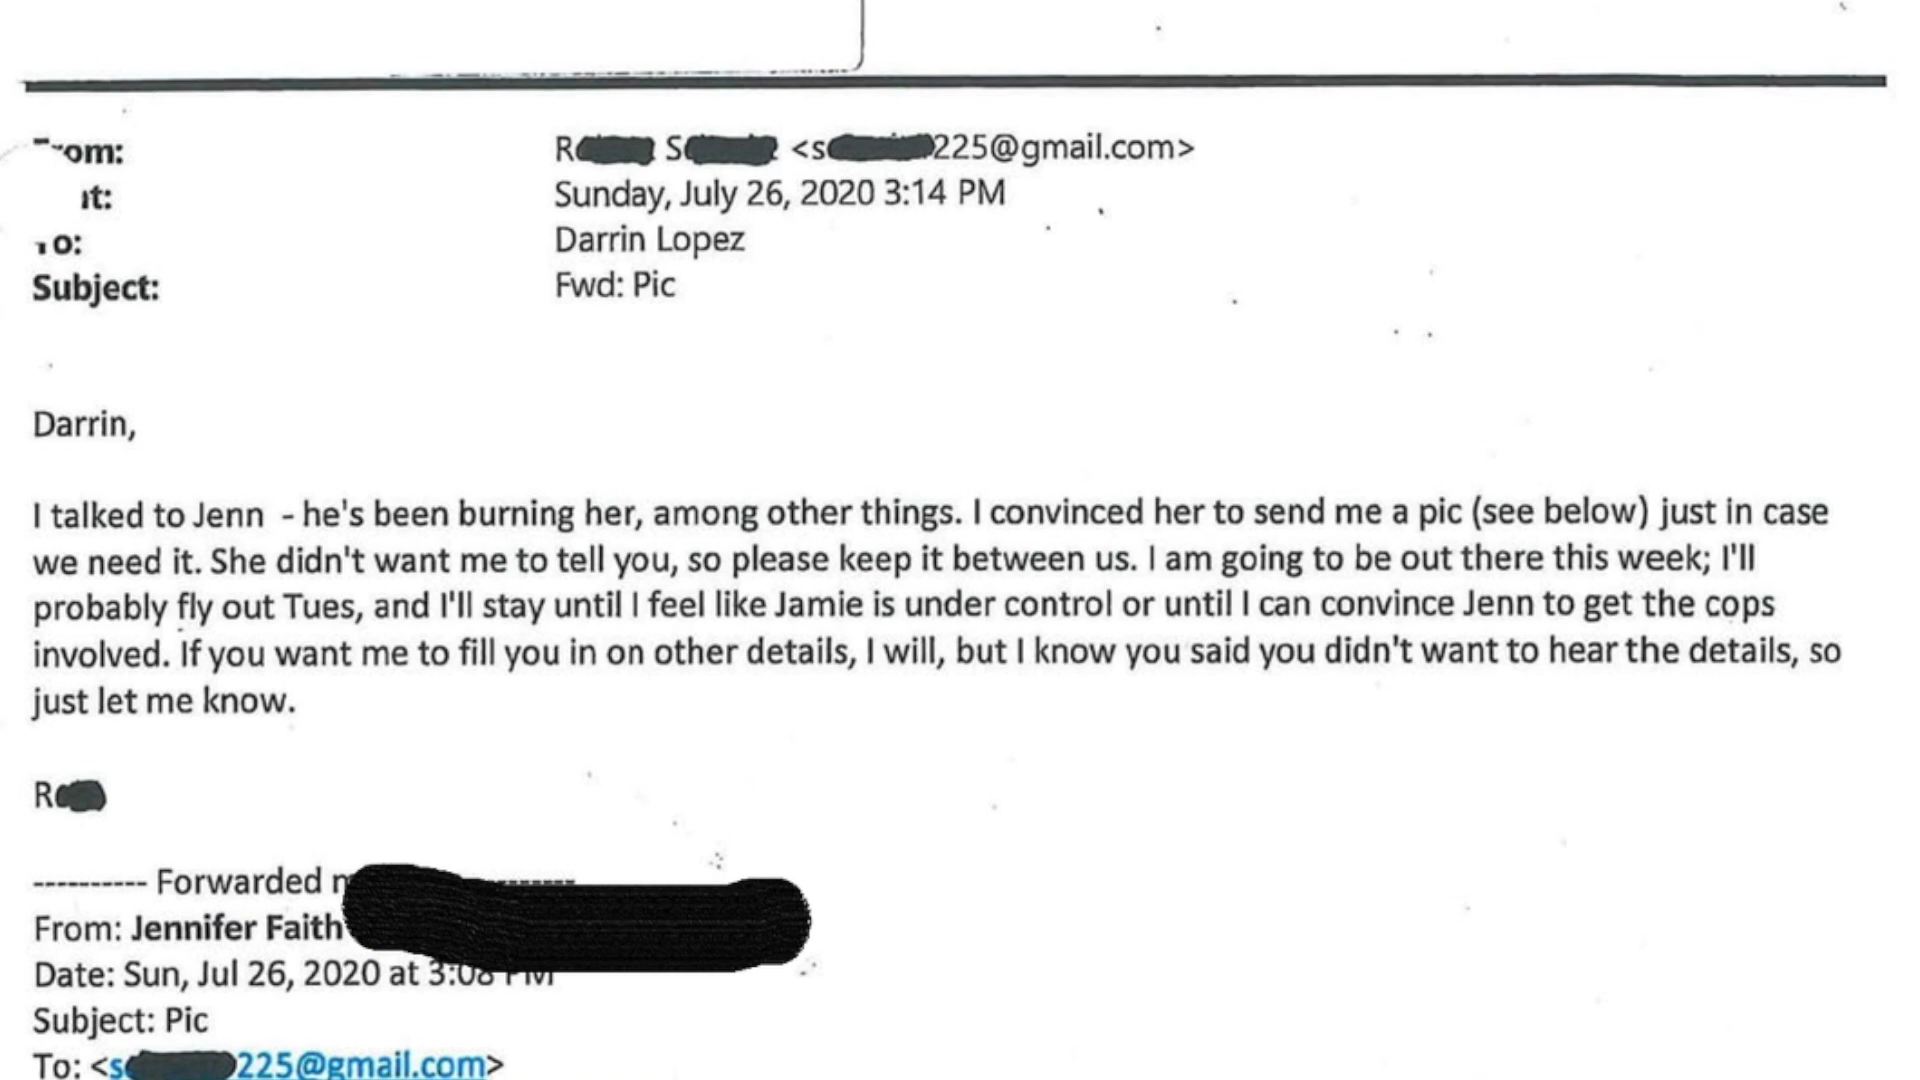 From:
R S <s 225@gmail.com>
Sunday, July 26, 2020 3:14 PM
To:
Darrin Lopez
Subject:
Fwd: Pic
Darrin,
I talked to Jenn - he's been burning her, among other things. I convinced her to send me a pic (see below) just in case
we need it. She didn't want me to tell you, so please keep it between us. I am going to be out there this week; I'll
probably fly out Tues, and I'll stay until I feel like Jamie is under control or until I can convince Jenn to get the cops
involved. If you want me to fill you in on other details, I will, but I know you said you didn't want to hear the details, so
just let me know.
R
---------- Forwarded
From: Jennifer Faith
Date: Sun, Jul 26, 2020 at 3:08 PM
Subject: Pic
To: <s 225@gmail.com>